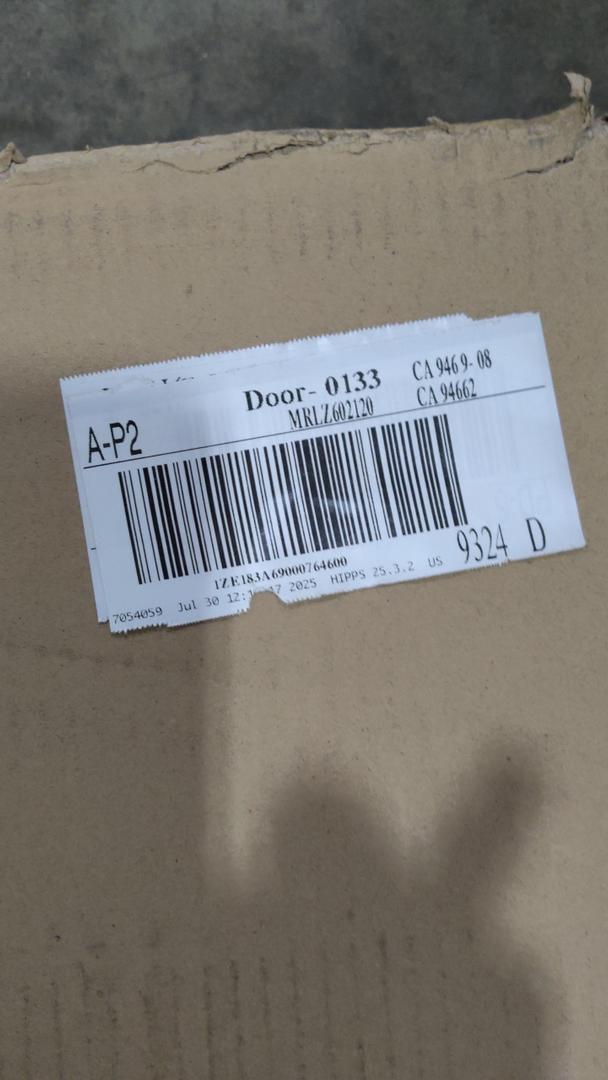 Door- 0133
CA 946 9- 08
MRLZ602120
CA 94662
A-P2
1ZE183A69000764600
9324 D
7054059 Jul 30 2025 HIPPS 25.3.2 US